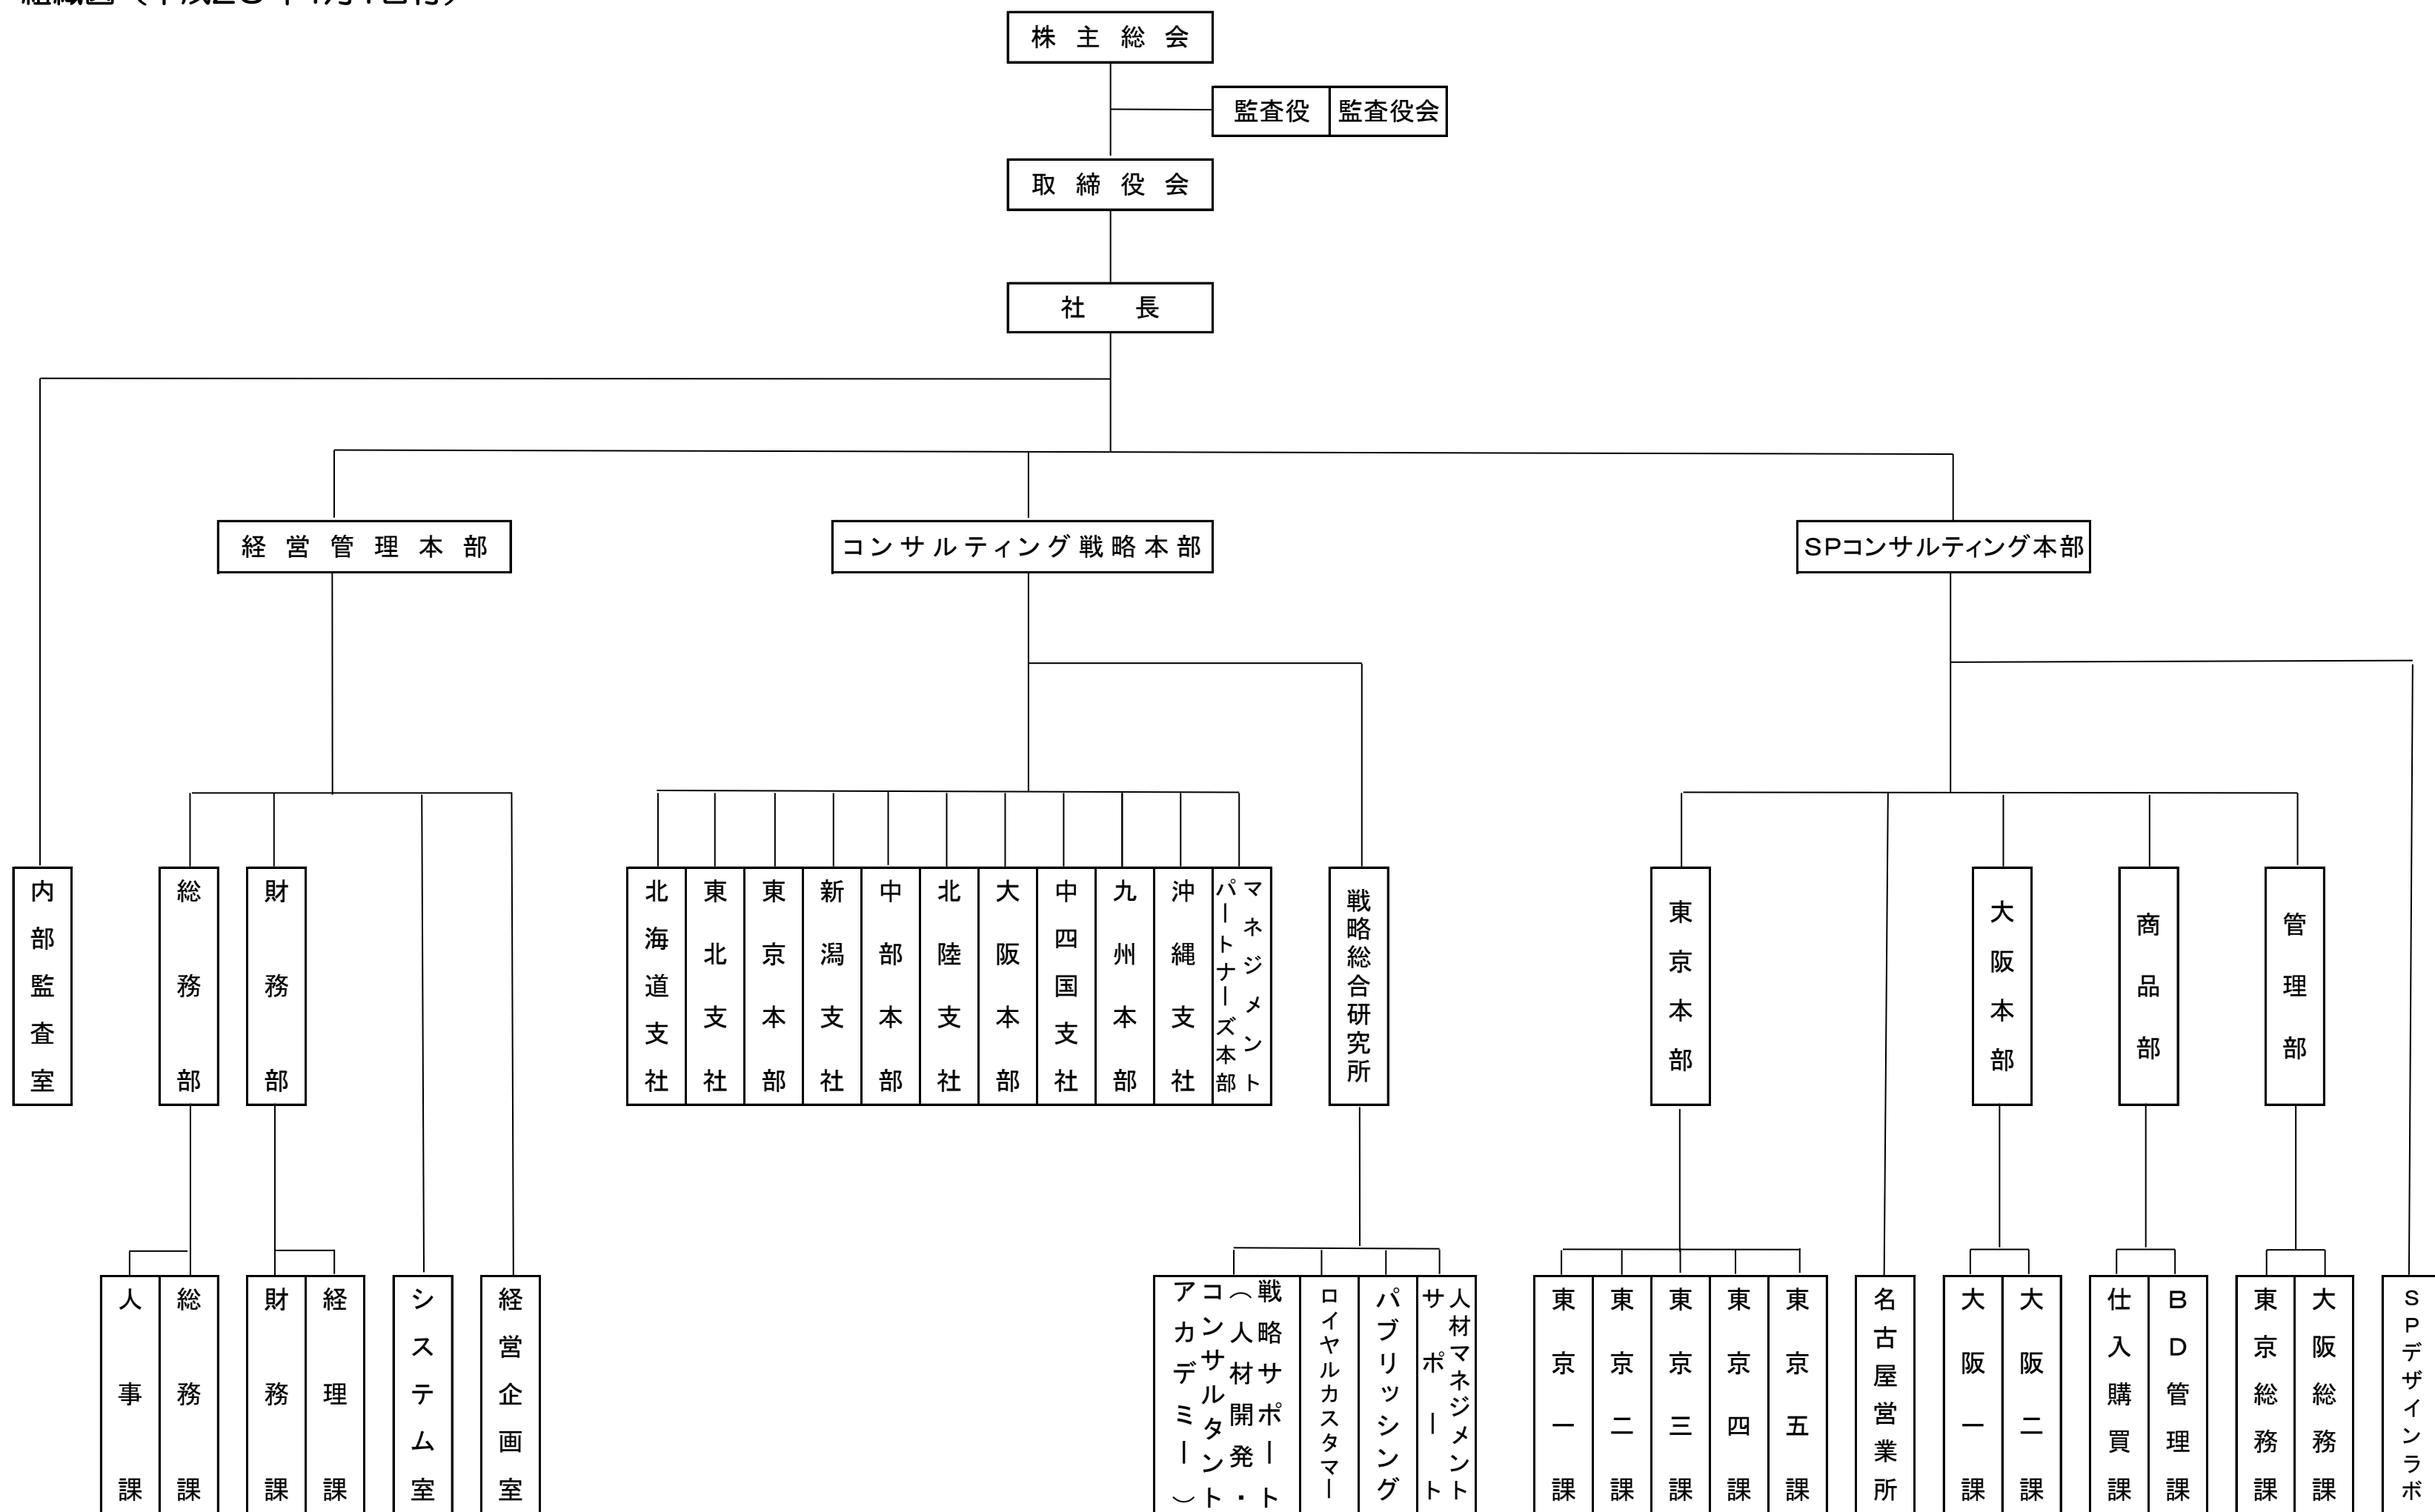 株主総会
監査役
監査役会
取締役会
社長
経営管理本部
コンサルティング戦略本部
SPコンサルティング本部
内部監査室
総務部
財務部
北海道支社
東北支社
東京本部
新潟支社
中部本部
北陸支社
大阪本部
中四国支社
九州本部
沖縄支社
マネジメント
パートナーズ本部
戦略総合研究所
東京本部
大阪本部
商品部
管理部
人事課
総務課
財務課
経理課
システム室
経営企画室
戦略サポート
（人材開発・
コンサルタント
アカデミー）
ロイヤルカスタマー
パブリッシング
人材マネジメント
サポート
東京一課
東京二課
東京三課
東京四課
東京五課
名古屋営業所
大阪一課
大阪二課
仕入購買課
BD管理課
東京総務課
大阪総務課
SPデザインラボ